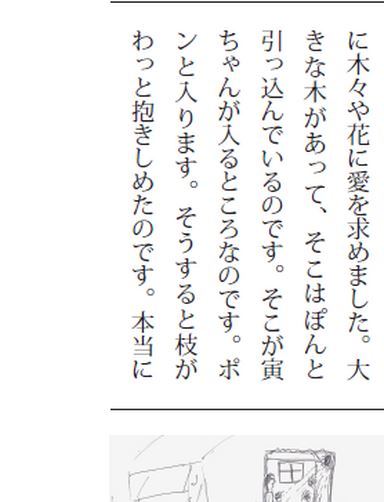 に木々や花に愛を求めました。大
きな木があって、そこはぽんと
引っ込んでいるのです。そこが寅
ちゃんが入るところなのです。ポ
ンと入ります。そうすると枝が
わっと抱きしめたのです。本当に